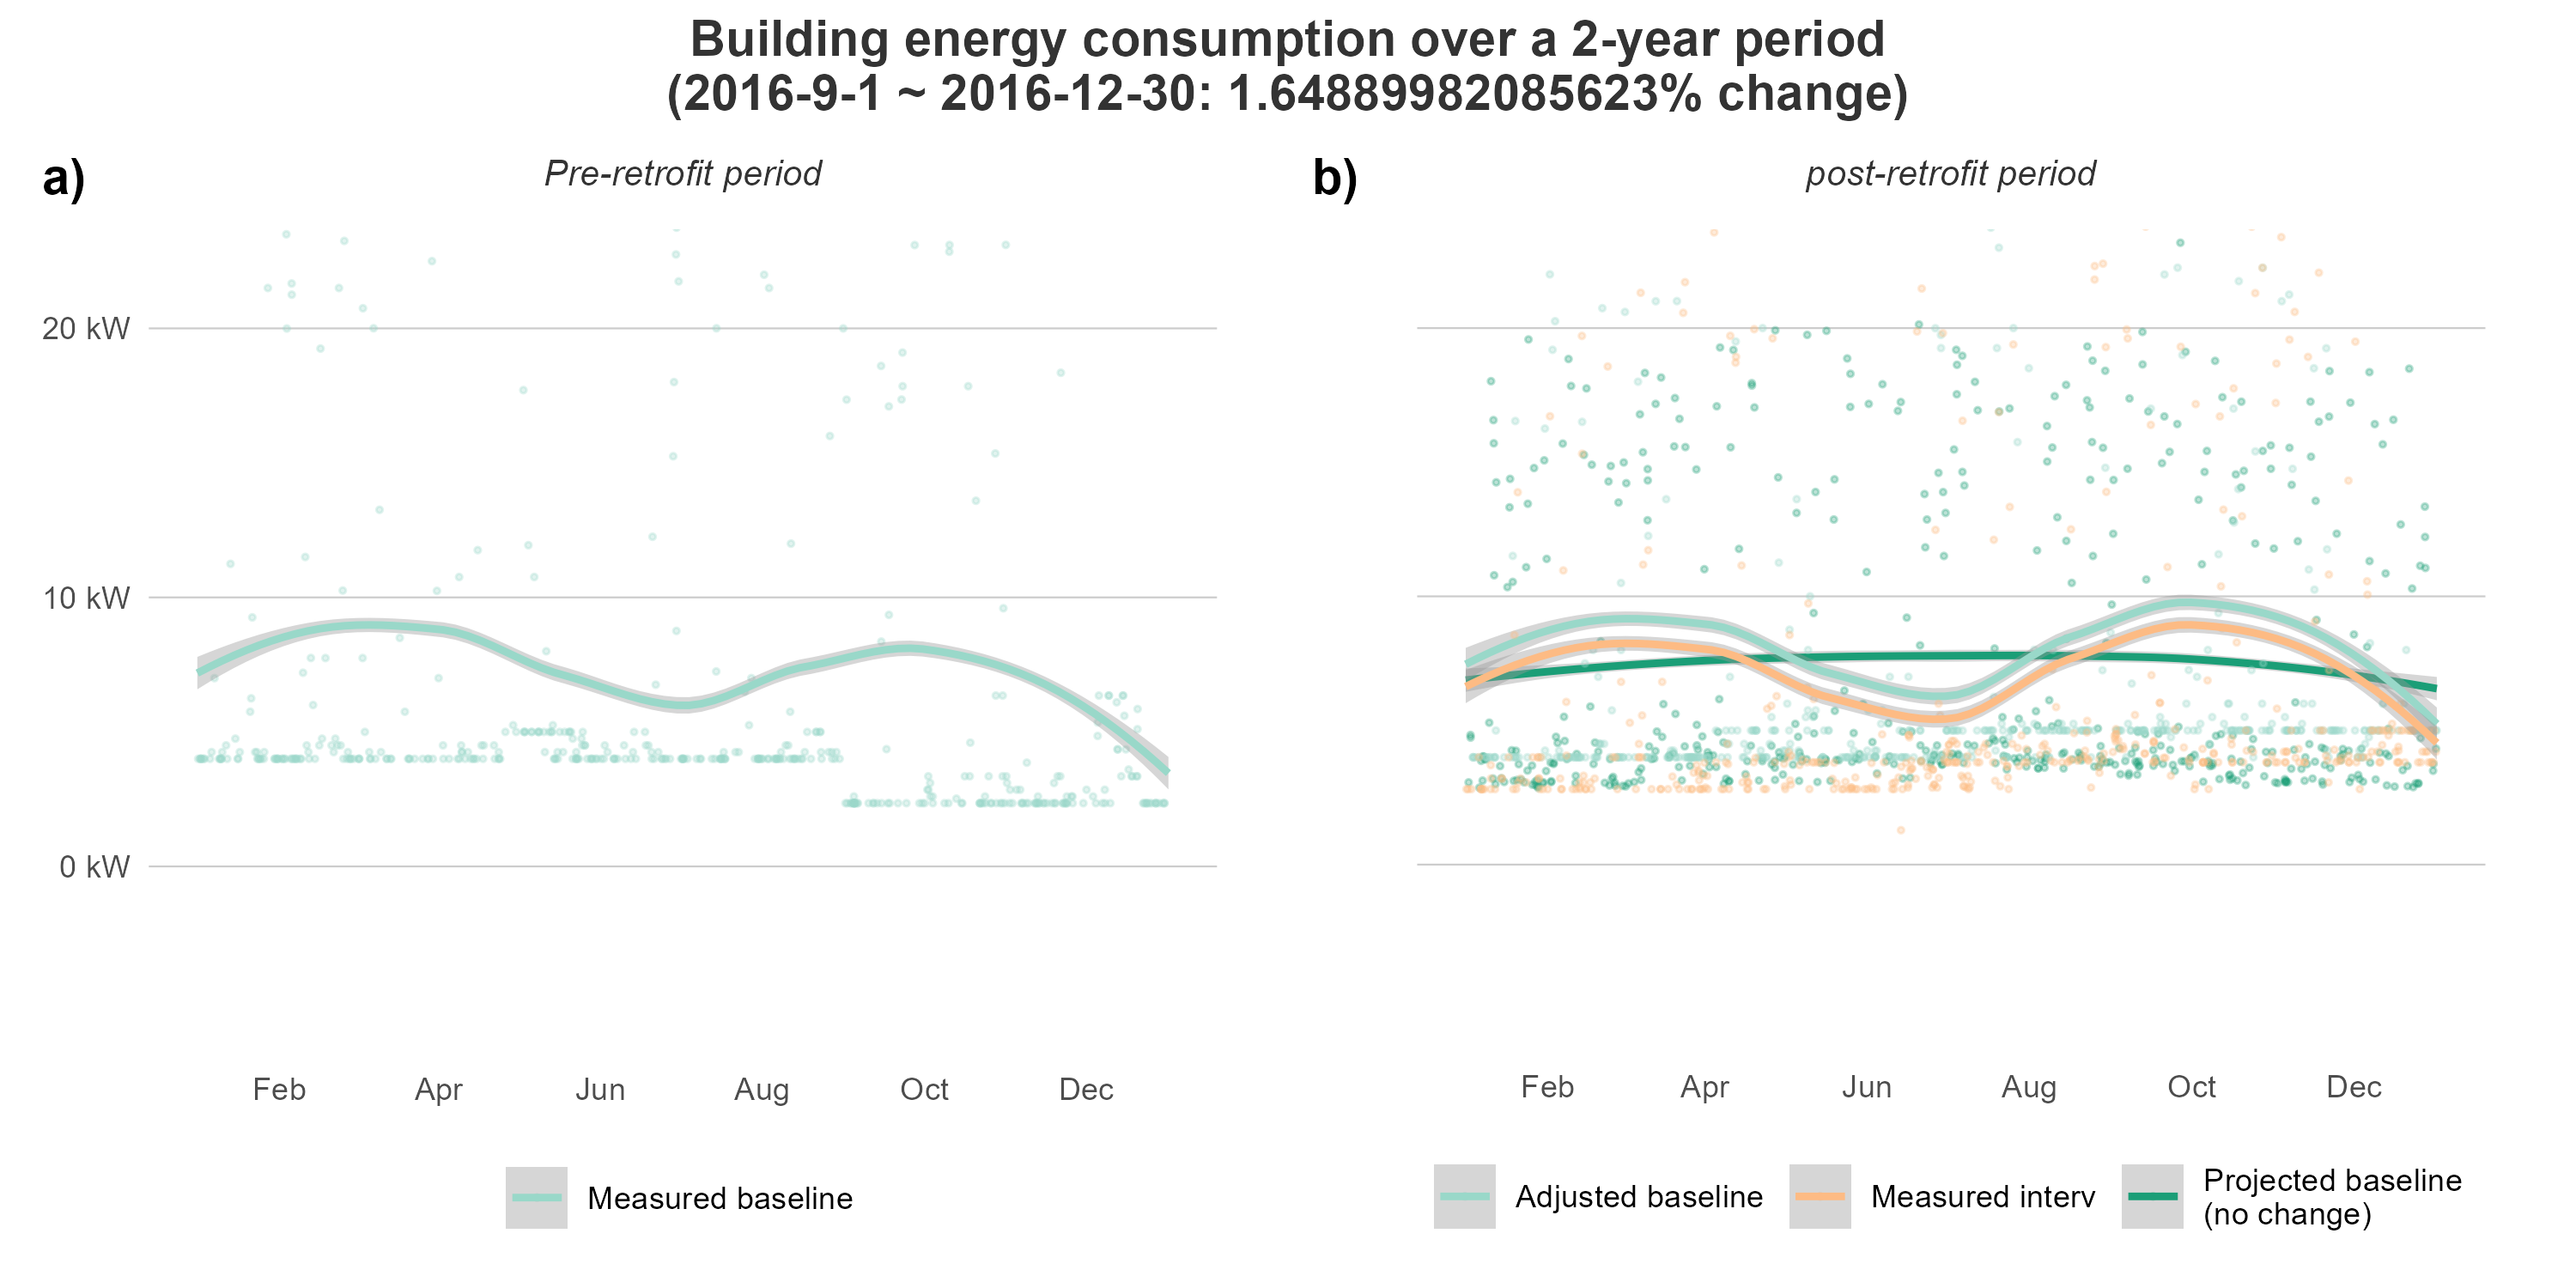 Building energy consumption over a 2-year period
(2016-9-1 ~ 2016-12-30: 1.64889982085623% change)
a)
Pre-retrofit period
20 kW
10 kW
0 kW
Feb Apr Jun Aug Oct Dec
Measured baseline
b)
post-retrofit period
Feb Apr Jun Aug Oct Dec
Adjusted baseline
Measured interv
Projected baseline
(no change)